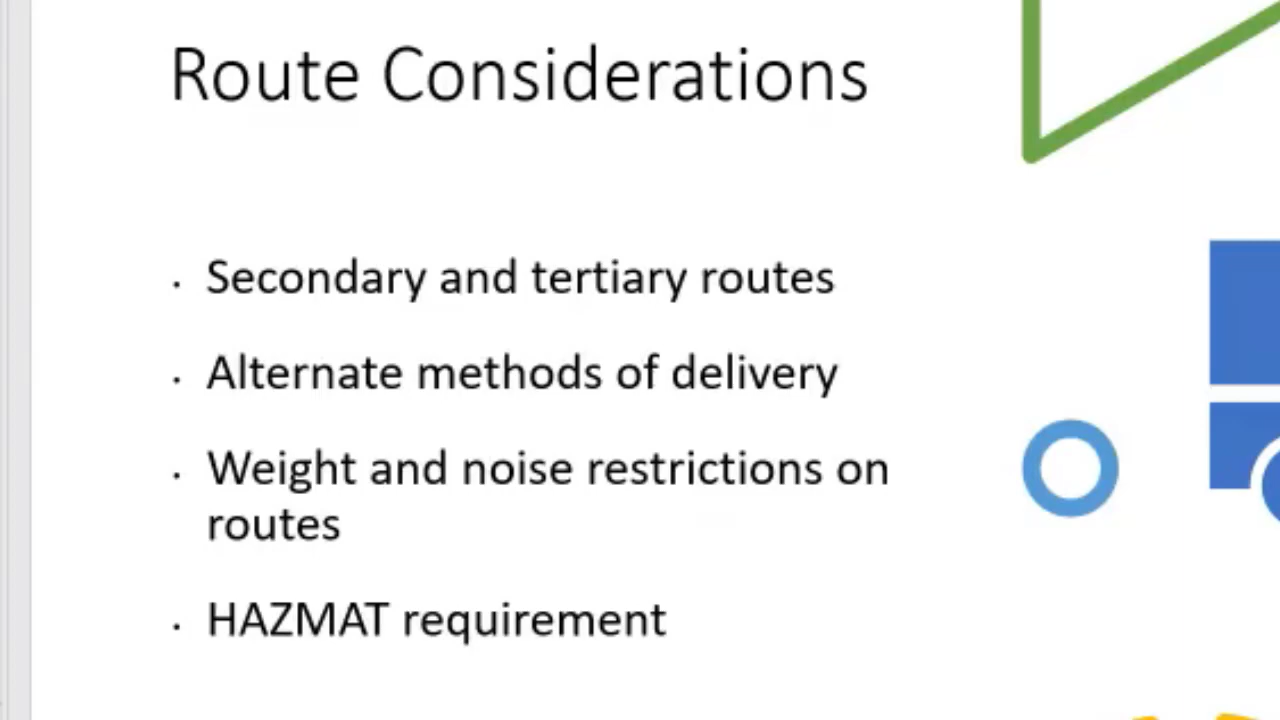 Route Considerations
· Secondary and tertiary routes
· Alternate methods of delivery
· Weight and noise restrictions on
routes
· HAZMAT requirement